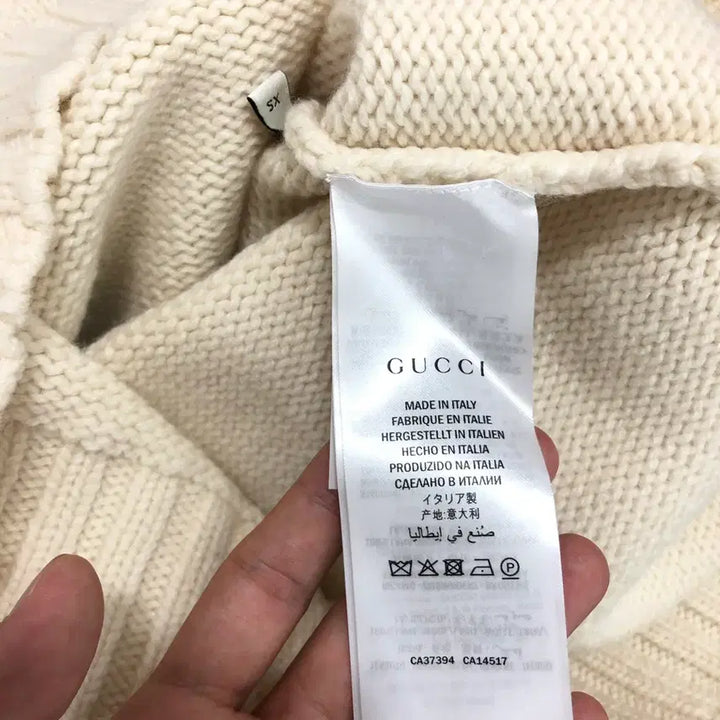 XS
GUCCI
MADE IN ITALY
FABRIQUE EN ITALIE
HERGESTELLT IN ITALIEN
HECHO EN ITALIA
PRODUZIDO NA ITALIA
СДЕЛАНО В ИТАЛИИ
イタリア製
产地:意大利
صُنع في إيطاليا
P
CA37394 CA14517